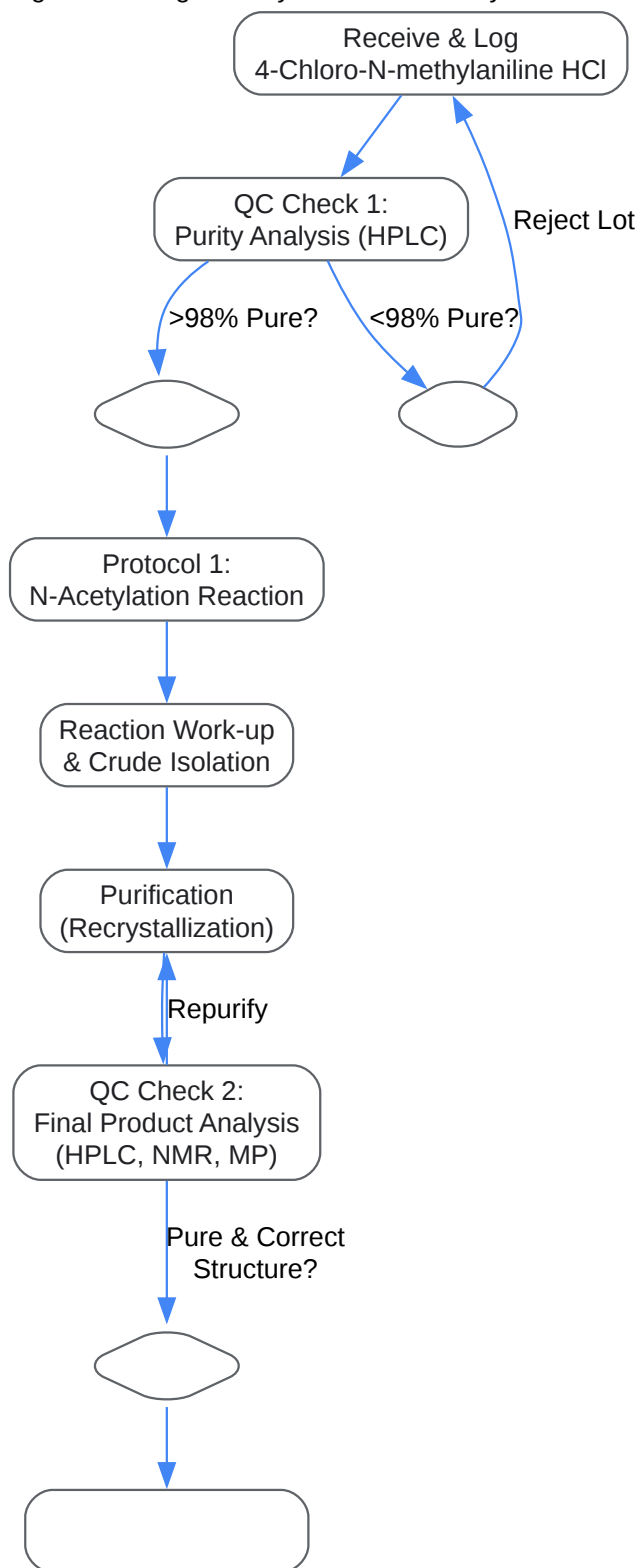 Receive & Log
4-Chloro-N-methylaniline HCl
QC Check 1:
Purity Analysis (HPLC)
Reject Lot
>98% Pure?
<98% Pure?
Protocol 1:
N-Acetylation Reaction
Reaction Work-up
& Crude Isolation
Purification
(Recrystallization)
Repurify
QC Check 2:
Final Product Analysis
(HPLC, NMR, MP)
Pure & Correct
Structure?